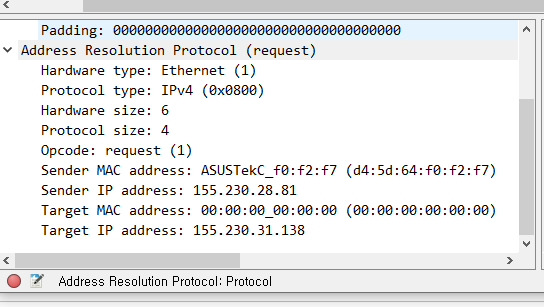 Padding: 000000000000000000000000000000000000
Address Resolution Protocol (request)
Hardware type: Ethernet (1)
Protocol type: IPv4 (0x0800)
Hardware size: 6
Protocol size: 4
Opcode: request (1)
Sender MAC address: ASUSTekC_f0:f2:f7 (d4:5d:64:f0:f2:f7)
Sender IP address: 155.230.28.81
Target MAC address: 00:00:00_00:00:00 (00:00:00:00:00:00)
Target IP address: 155.230.31.138
Address Resolution Protocol: Protocol